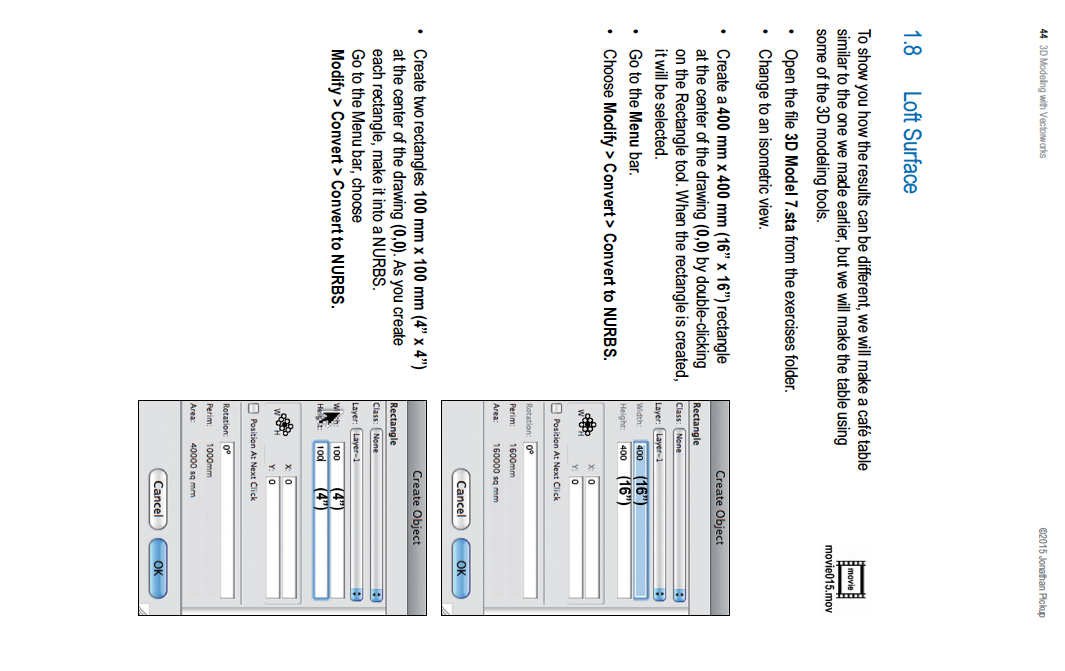 44 3D Modeling with Vectorworks
©2015 Jonathan Pickup
1.8 Loft Surface
To show you how the results can be different, we will make a café table
similar to the one we made earlier, but we will make the table using
some of the 3D modeling tools.
movie
movie015.mov
• Open the file 3D Model 7.sta from the exercises folder.
• Change to an isometric view.
• Create a 400 mm x 400 mm (16” x 16”) rectangle
at the center of the drawing (0,0) by double-clicking
on the Rectangle tool. When the rectangle is created,
it will be selected.
• Go to the Menu bar.
• Choose Modify > Convert > Convert to NURBS.
Create Object
Rectangle
Class: None
Layer: Layer-1
Width: 400 (16”)
Height: 400 (16”)
X: 0
Y: 0
W
H
Position At Next Click
Rotation: 0°
Perim: 1600mm
Area: 160000 sq mm
Cancel
OK
• Create two rectangles 100 mm x 100 mm (4” x 4”)
at the center of the drawing (0,0). As you create
each rectangle, make it into a NURBS.
Go to the Menu bar, choose
Modify > Convert > Convert to NURBS.
Create Object
Rectangle
Class: None
Layer: Layer-1
Width: 100 (4”)
Height: 100 (4”)
X: 0
Y: 0
W
H
Position At Next Click
Rotation: 0°
Perim: 1000mm
Area: 40000 sq mm
Cancel
OK